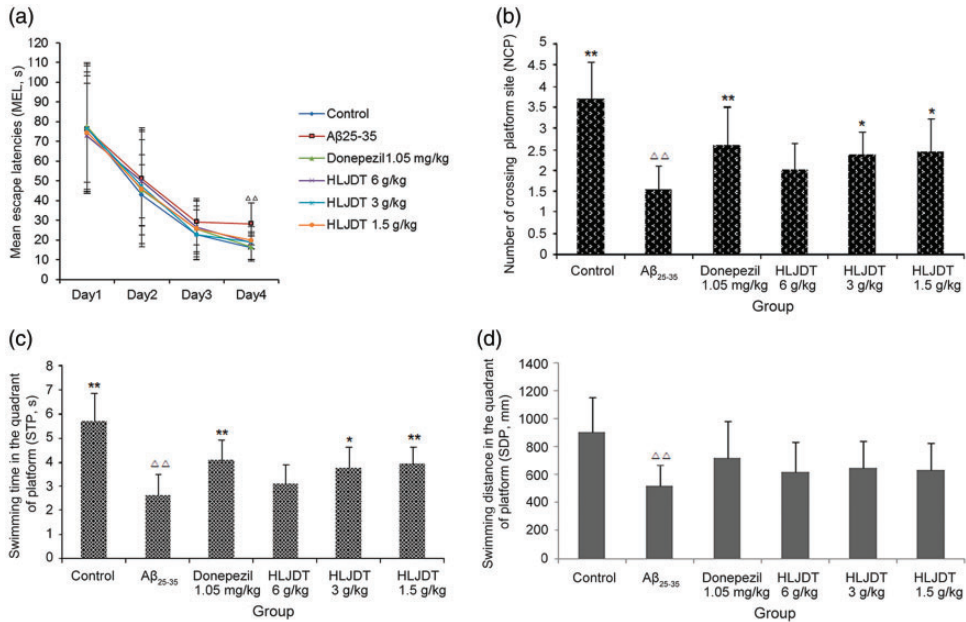 (a)
Mean escape latencies (MEL, s)
120
110
100
90
80
70
60
50
40
30
20
10
0
△△
Day1 Day2 Day3 Day4
Control
Aβ25-35
Donepezil1.05 mg/kg
HLJDT 6 g/kg
HLJDT 3 g/kg
HLJDT 1.5 g/kg
(b)
Number of crossing platform site (NCP)
5
4.5
4
3.5
3
2.5
2
1.5
1
0.5
0
** △△ ** * *
Control Aβ25-35 Donepezil HLJDT HLJDT HLJDT
1.05 mg/kg 6 g/kg 3 g/kg 1.5 g/kg
Group
(c)
Swimming time in the quadrant
of platform (STP, s)
8
7
6
5
4
3
2
1
0
** △△ ** * **
Control Aβ25-35 Donepezil HLJDT HLJDT HLJDT
1.05 mg/kg 6 g/kg 3 g/kg 1.5 g/kg
Group
(d)
Swimming distance in the quadrant
of platform (SDP, mm)
1400
1200
1000
800
600
400
200
0
△△
Control Aβ25-35 Donepezil HLJDT HLJDT HLJDT
1.05 mg/kg 6 g/kg 3 g/kg 1.5 g/kg
Group